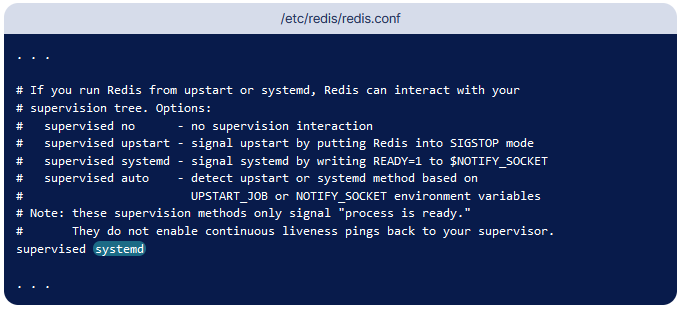 /etc/redis/redis.conf
. . .
# If you run Redis from upstart or systemd, Redis can interact with your
# supervision tree. Options:
#   supervised no      - no supervision interaction
#   supervised upstart - signal upstart by putting Redis into SIGSTOP mode
#   supervised systemd - signal systemd by writing READY=1 to $NOTIFY_SOCKET
#   supervised auto    - detect upstart or systemd method based on
#                        UPSTART_JOB or NOTIFY_SOCKET environment variables
# Note: these supervision methods only signal "process is ready."
#       They do not enable continuous liveness pings back to your supervisor.
supervised systemd
. . .